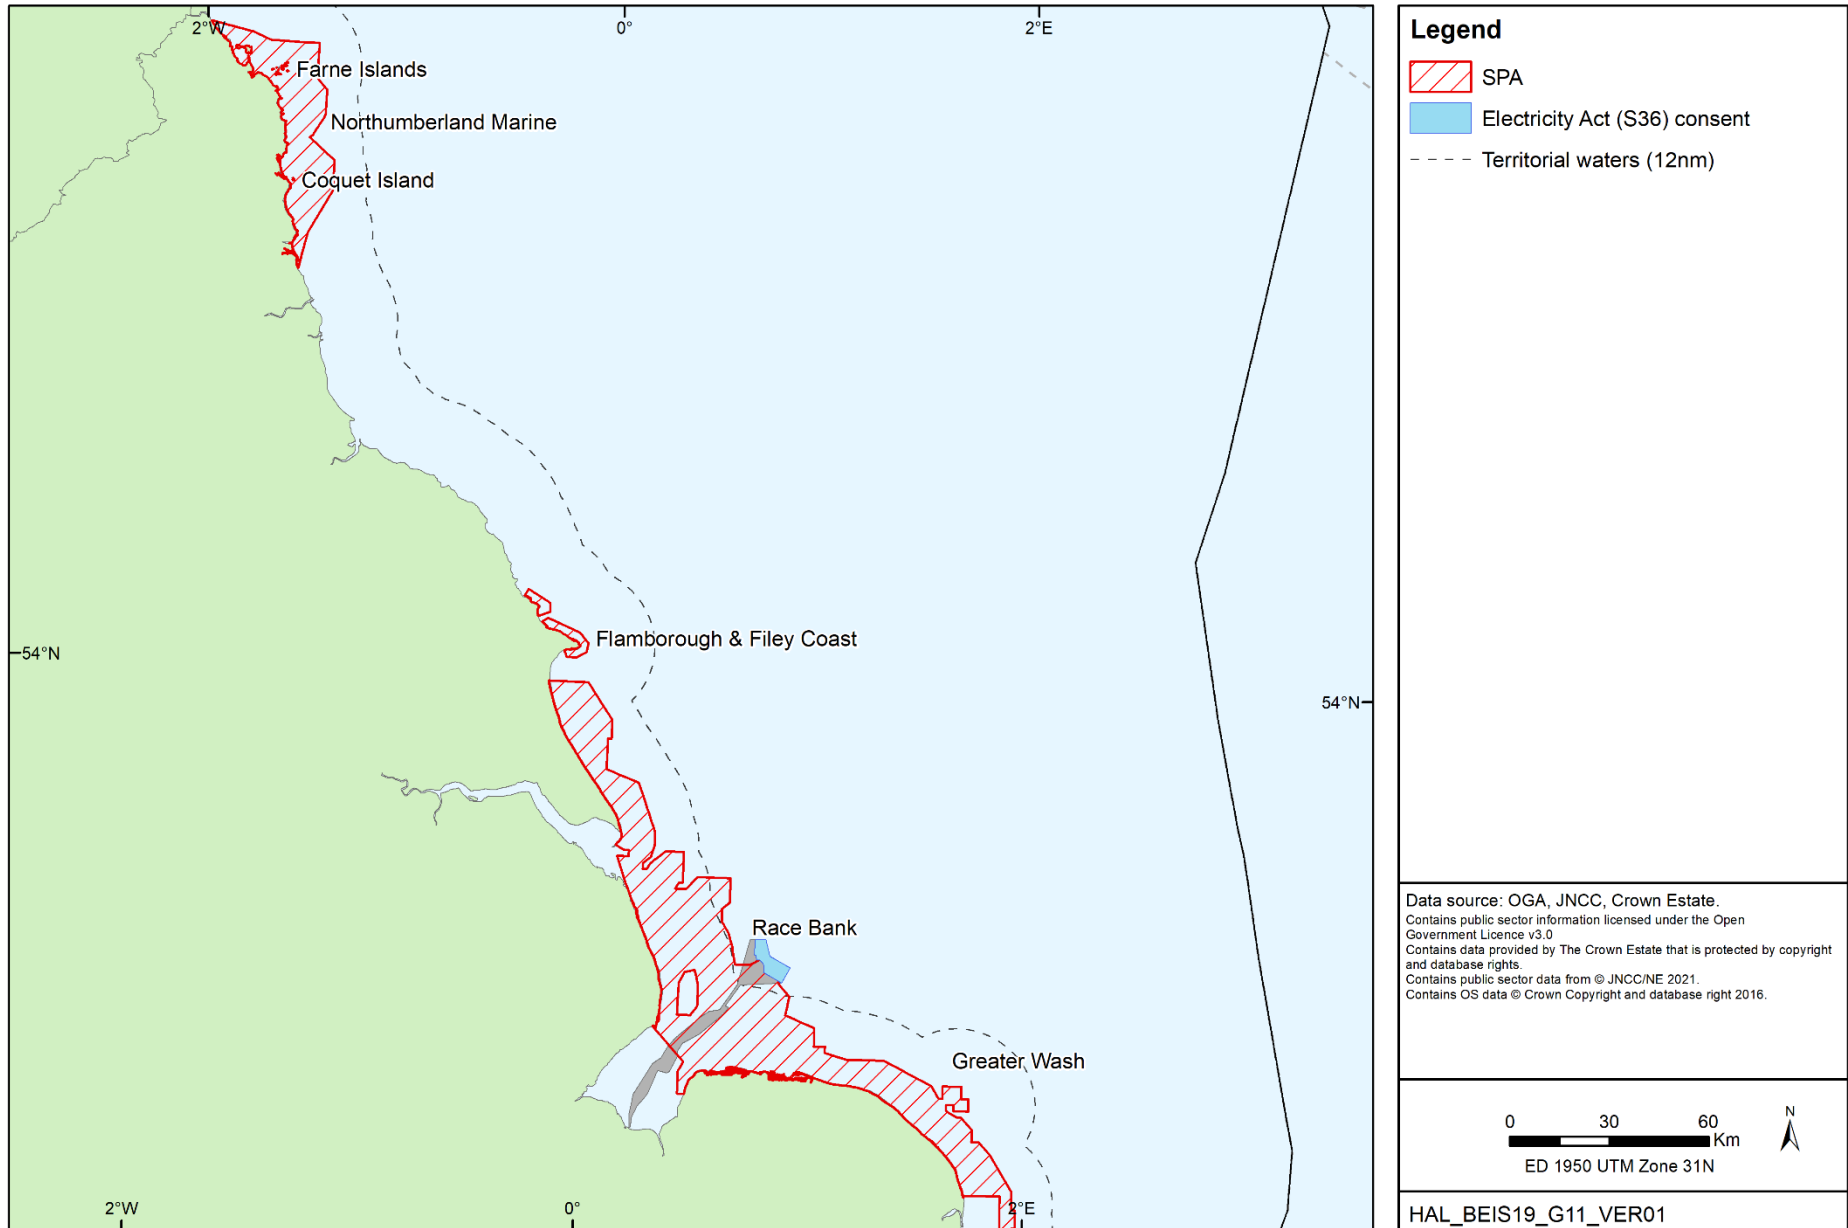 2°W
0°
2°E
Farne Islands
Northumberland Marine
Coquet Island
Flamborough & Filey Coast
54°N
54°N
Race Bank
Greater Wash
2°W
0°
2°E
Legend
SPA
Electricity Act (S36) consent
Territorial waters (12nm)
Data source: OGA, JNCC, Crown Estate.
Contains public sector information licensed under the Open
Government Licence v3.0
Contains data provided by The Crown Estate that is protected by copyright
and database rights.
Contains public sector data from © JNCC/NE 2021.
Contains OS data © Crown Copyright and database right 2016.
0 30 60
Km
N
ED 1950 UTM Zone 31N
HAL_BEIS19_G11_VER01